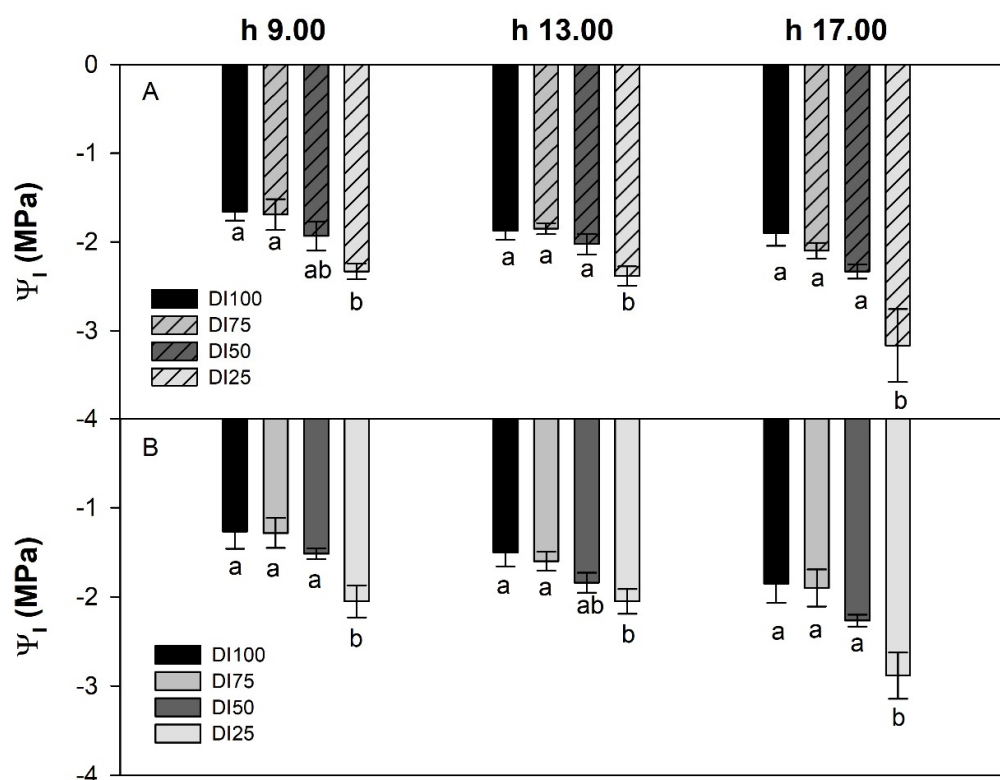 h 9.00 h 13.00 h 17.00
0
A
-1
Ψl (MPa)
-2
a a ab b a a a b a a a b
DI100
DI75
-3
DI50
DI25
-4
B
-1
Ψl (MPa)
-2
a a a b a a ab b a a a b
DI100
-3
DI75
DI50
DI25
-4